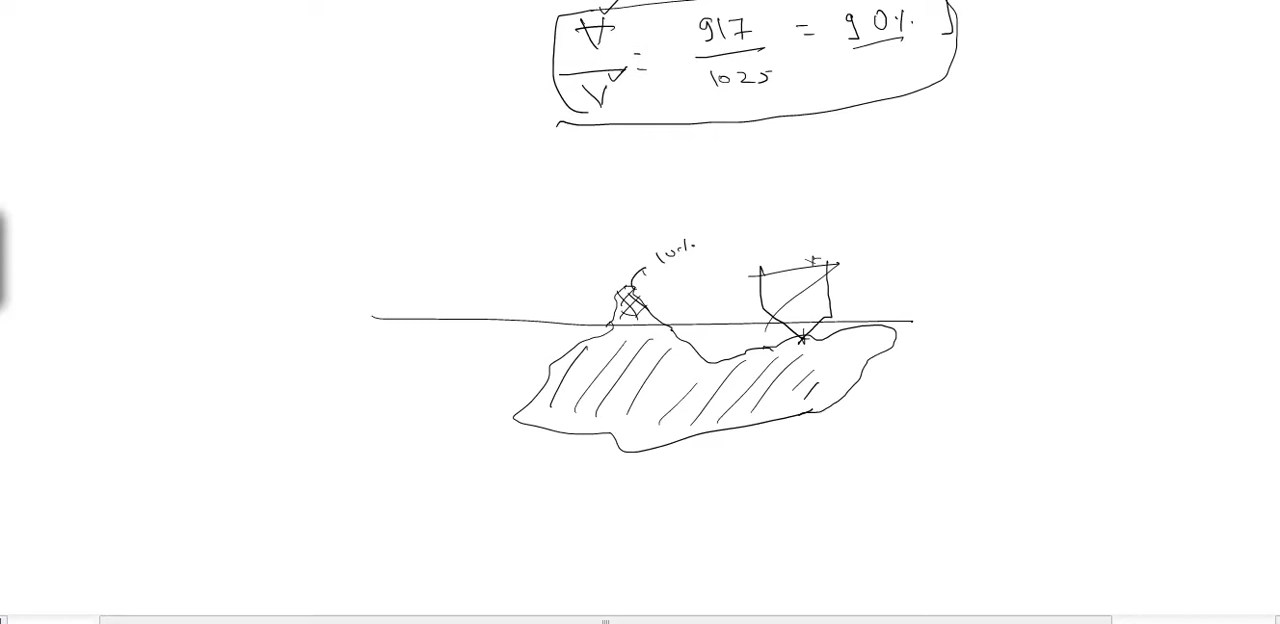 V̶ / V = 917 / 1025 = 90%
10%